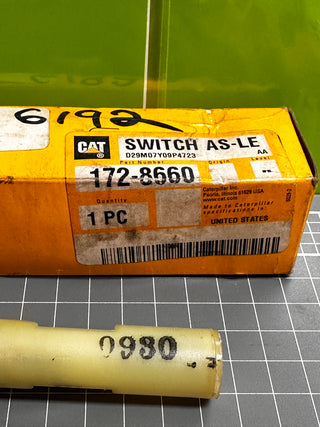 6192
CAT
SWITCH AS-LE
D29M07Y09P4723
AA
Part Number
Origin
Level
172-8660
--
Quantity
1 PC
Caterpillar Inc.
Peoria, Illinois 61629 USA
www.cat.com
Made to Caterpillar
specifications in
UNITED STATES
0980